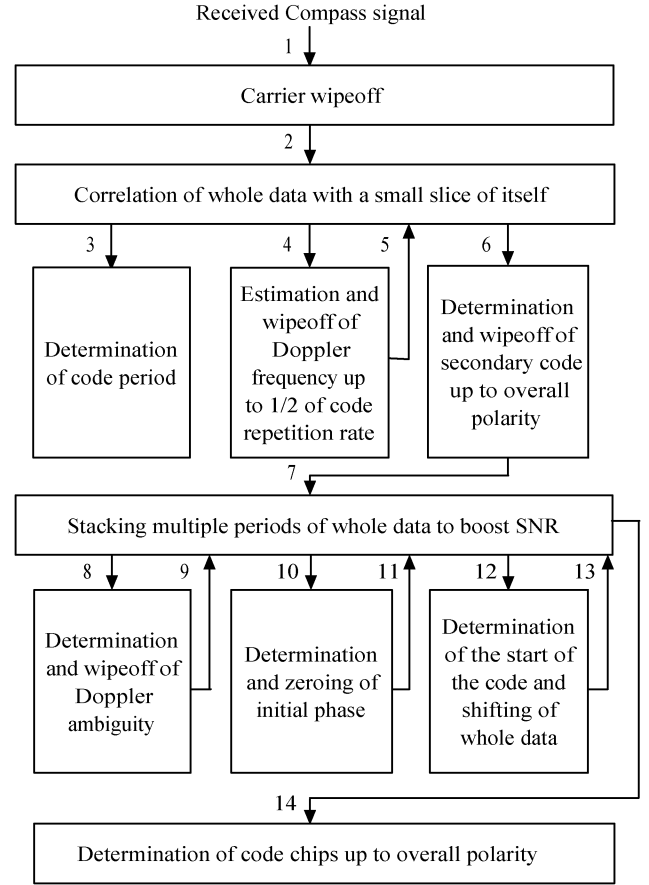 Received Compass signal
1
Carrier wipeoff
2
Correlation of whole data with a small slice of itself
3
4
5
6
Determination
of code period
Estimation and
wipeoff of
Doppler
frequency up
to 1/2 of code
repetition rate
Determination
and wipeoff of
secondary code
up to overall
polarity
7
Stacking multiple periods of whole data to boost SNR
8
9
10
11
12
13
Determination
and wipeoff of
Doppler
ambiguity
Determination
and zeroing of
initial phase
Determination
of the start of
the code and
shifting of
whole data
14
Determination of code chips up to overall polarity